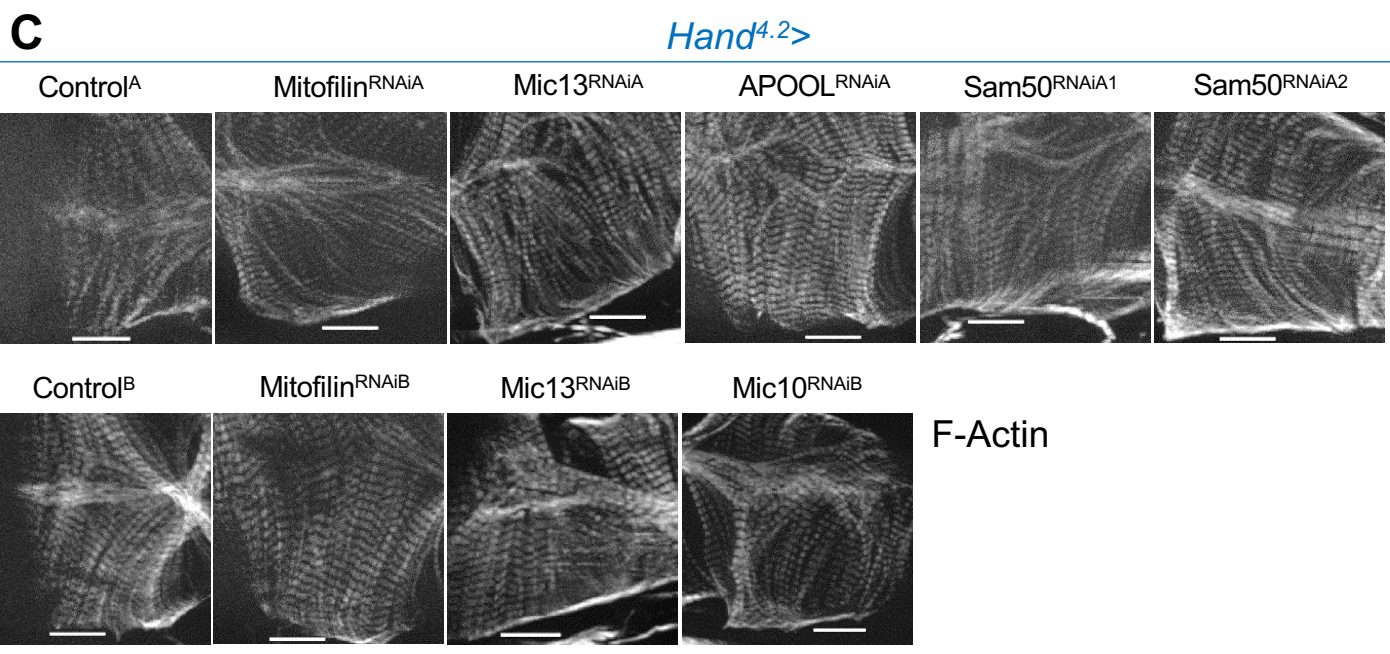 C
Hand4.2>
ControlA MitofilinRNAiA Mic13RNAiA APOOLRNAiA Sam50RNAiA1 Sam50RNAiA2
ControlB MitofilinRNAiB Mic13RNAiB Mic10RNAiB
F-Actin